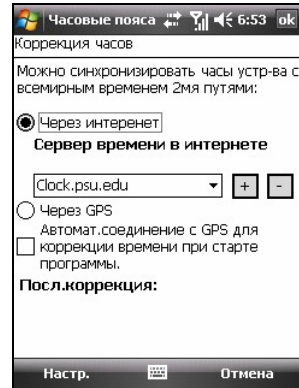 Часовые пояса 6:53 ok
Коррекция часов
Можно синхронизировать часы устр-ва с
всемирным временем 2мя путями:
Через интеренет
Сервер времени в интернете
Clock.psu.edu + -
Через GPS
Автомат.соединение с GPS для
коррекции времени при старте
программы.
Посл.коррекция:
Настр. Отмена